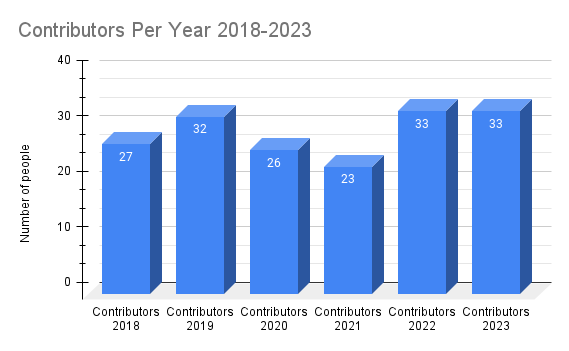 Contributors Per Year 2018-2023
Number of people
40
30
20
10
0
27
32
26
23
33
33
Contributors
2018
Contributors
2019
Contributors
2020
Contributors
2021
Contributors
2022
Contributors
2023